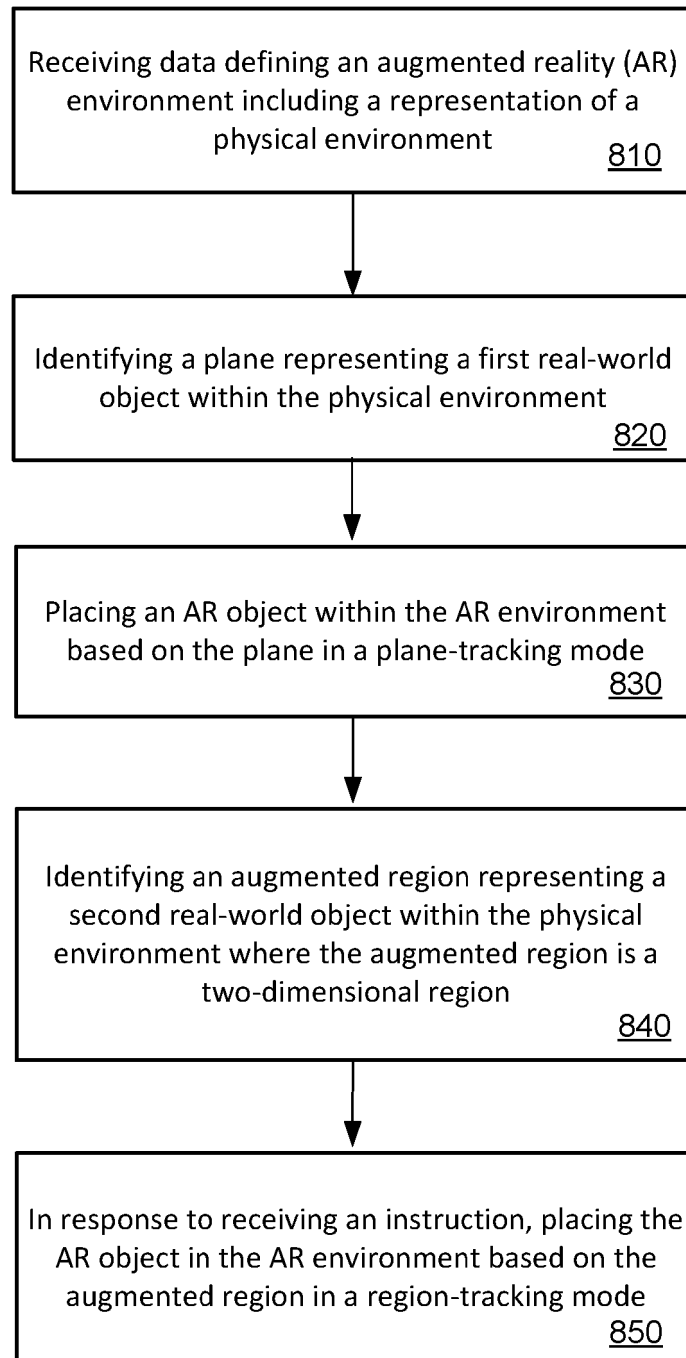 Receiving data defining an augmented reality (AR)
environment including a representation of a
physical environment
810
Identifying a plane representing a first real-world
object within the physical environment
820
Placing an AR object within the AR environment
based on the plane in a plane-tracking mode
830
Identifying an augmented region representing a
second real-world object within the physical
environment where the augmented region is a
two-dimensional region
840
In response to receiving an instruction, placing the
AR object in the AR environment based on the
augmented region in a region-tracking mode
850